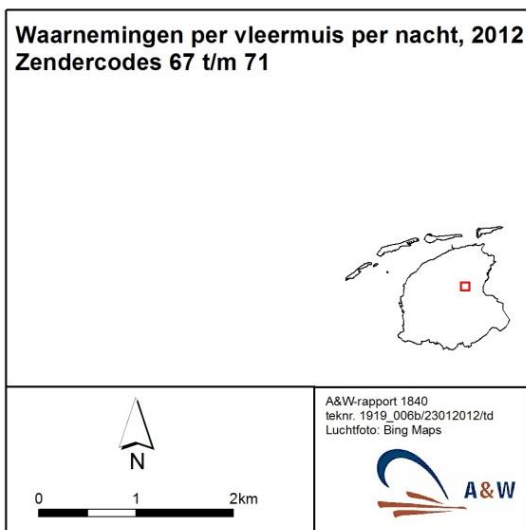 Waarnemingen per vleermuis per nacht, 2012
Zendercodes 67 t/m 71
A&W-rapport 1840
teknr. 1919_006b/23012012/td
Luchtfoto: Bing Maps
N
0 1 2km
A&W